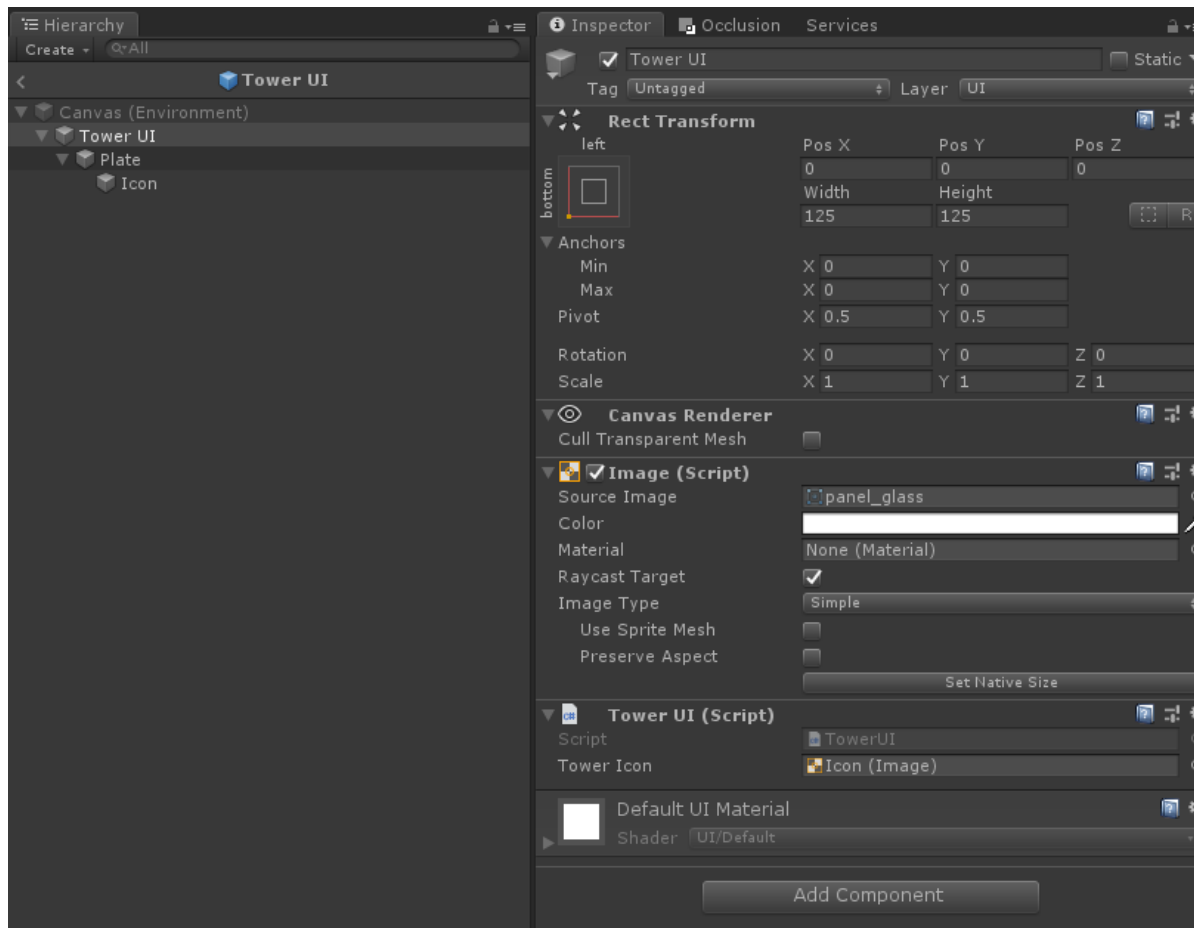 Hierarchy
Create
All
Tower UI
Canvas (Environment)
Tower UI
Plate
Icon
Inspector Occlusion Services
Tower UI Static
Tag Untagged Layer UI
Rect Transform
left Pos X Pos Y Pos Z
bottom 0 0 0
Width Height
125 125 R
Anchors
Min X 0 Y 0
Max X 0 Y 0
Pivot X 0.5 Y 0.5
Rotation X 0 Y 0 Z 0
Scale X 1 Y 1 Z 1
Canvas Renderer
Cull Transparent Mesh
Image (Script)
Source Image panel_glass
Color
Material None (Material)
Raycast Target
Image Type Simple
Use Sprite Mesh
Preserve Aspect
Set Native Size
c# Tower UI (Script)
Script TowerUI
Tower Icon Icon (Image)
Default UI Material
Shader UI/Default
Add Component